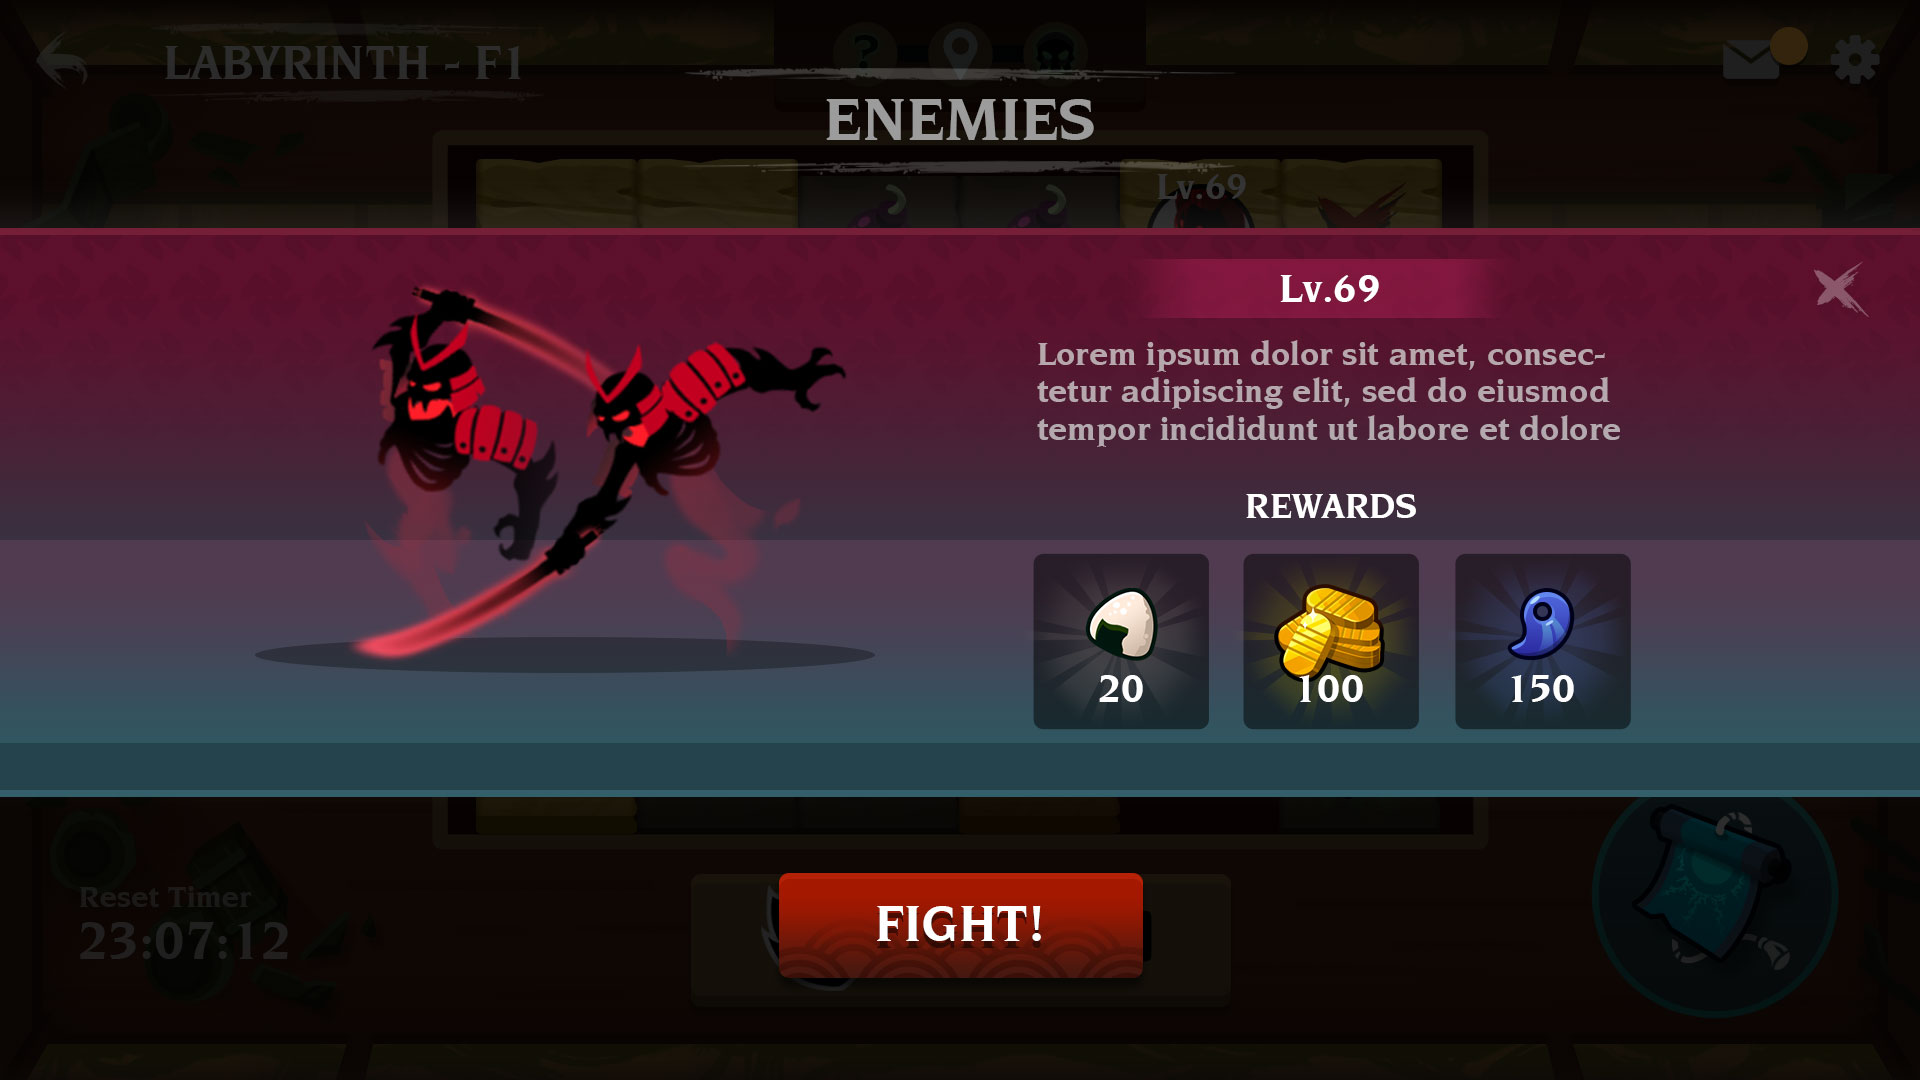 LABYRINTH - F1
?
ENEMIES
Lv.69
Lv.69
Lorem ipsum dolor sit amet, consec-
tetur adipiscing elit, sed do eiusmod
tempor incididunt ut labore et dolore
REWARDS
20
100
150
Reset Timer
23:07:12
FIGHT!